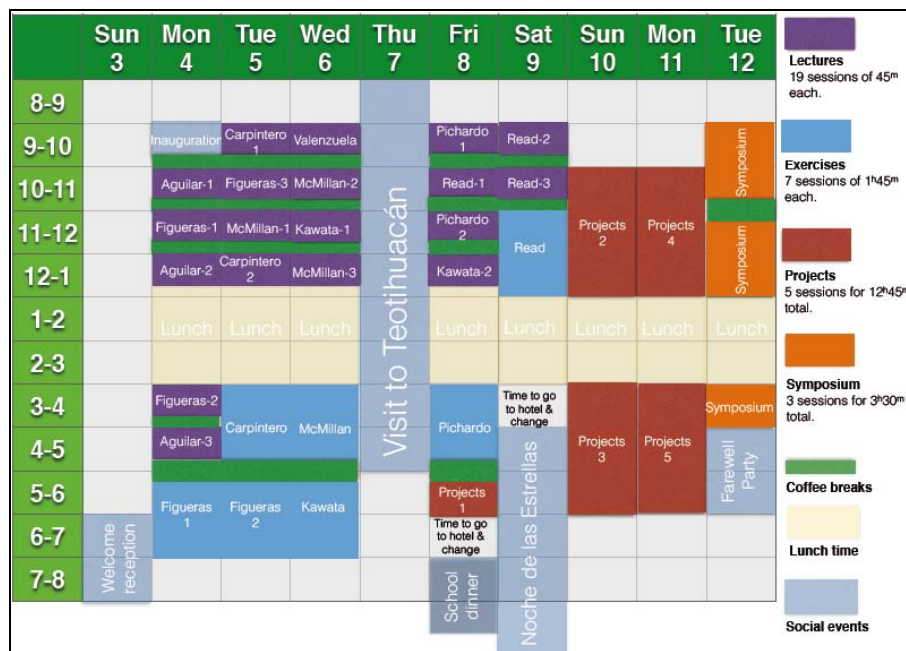 Sun Mon Tue Wed Thu Fri Sat Sun Mon Tue
3 4 5 6 7 8 9 10 11 12
8-9
9-10
Inauguration
Carpintero
1
Valenzuela
Pichardo
1
Read-2
10-11
Aguilar-1
Figueras-3
McMillan-2
Read-1
Read-3
11-12
Figueras-1
McMillan-1
Kawata-1
Pichardo
2
12-1
Aguilar-2
Carpintero
2
McMillan-3
Kawata-2
Read
Projects
2
Projects
4
Symposium
Symposium
Visit to Teotihuacán
1-2
Lunch Lunch Lunch Lunch Lunch Lunch Lunch Lunch
2-3
3-4
Figueras-2
Time to go
to hotel &
change
Symposium
4-5
Aguilar-3
Carpintero
McMillan
Pichardo
Projects
3
Projects
5
5-6
Figueras
1
Figueras
2
Kawata
Projects
1
Farewell
Party
6-7
Welcome
reception
Time to go
to hotel &
change
7-8
School
dinner
Noche de las Estrellas
Lectures
19 sessions of 45m
each.
Exercises
7 sessions of 1h45m
each.
Projects
5 sessions for 12h45m
total.
Symposium
3 sessions for 3h30m
total.
Coffee breaks
Lunch time
Social events